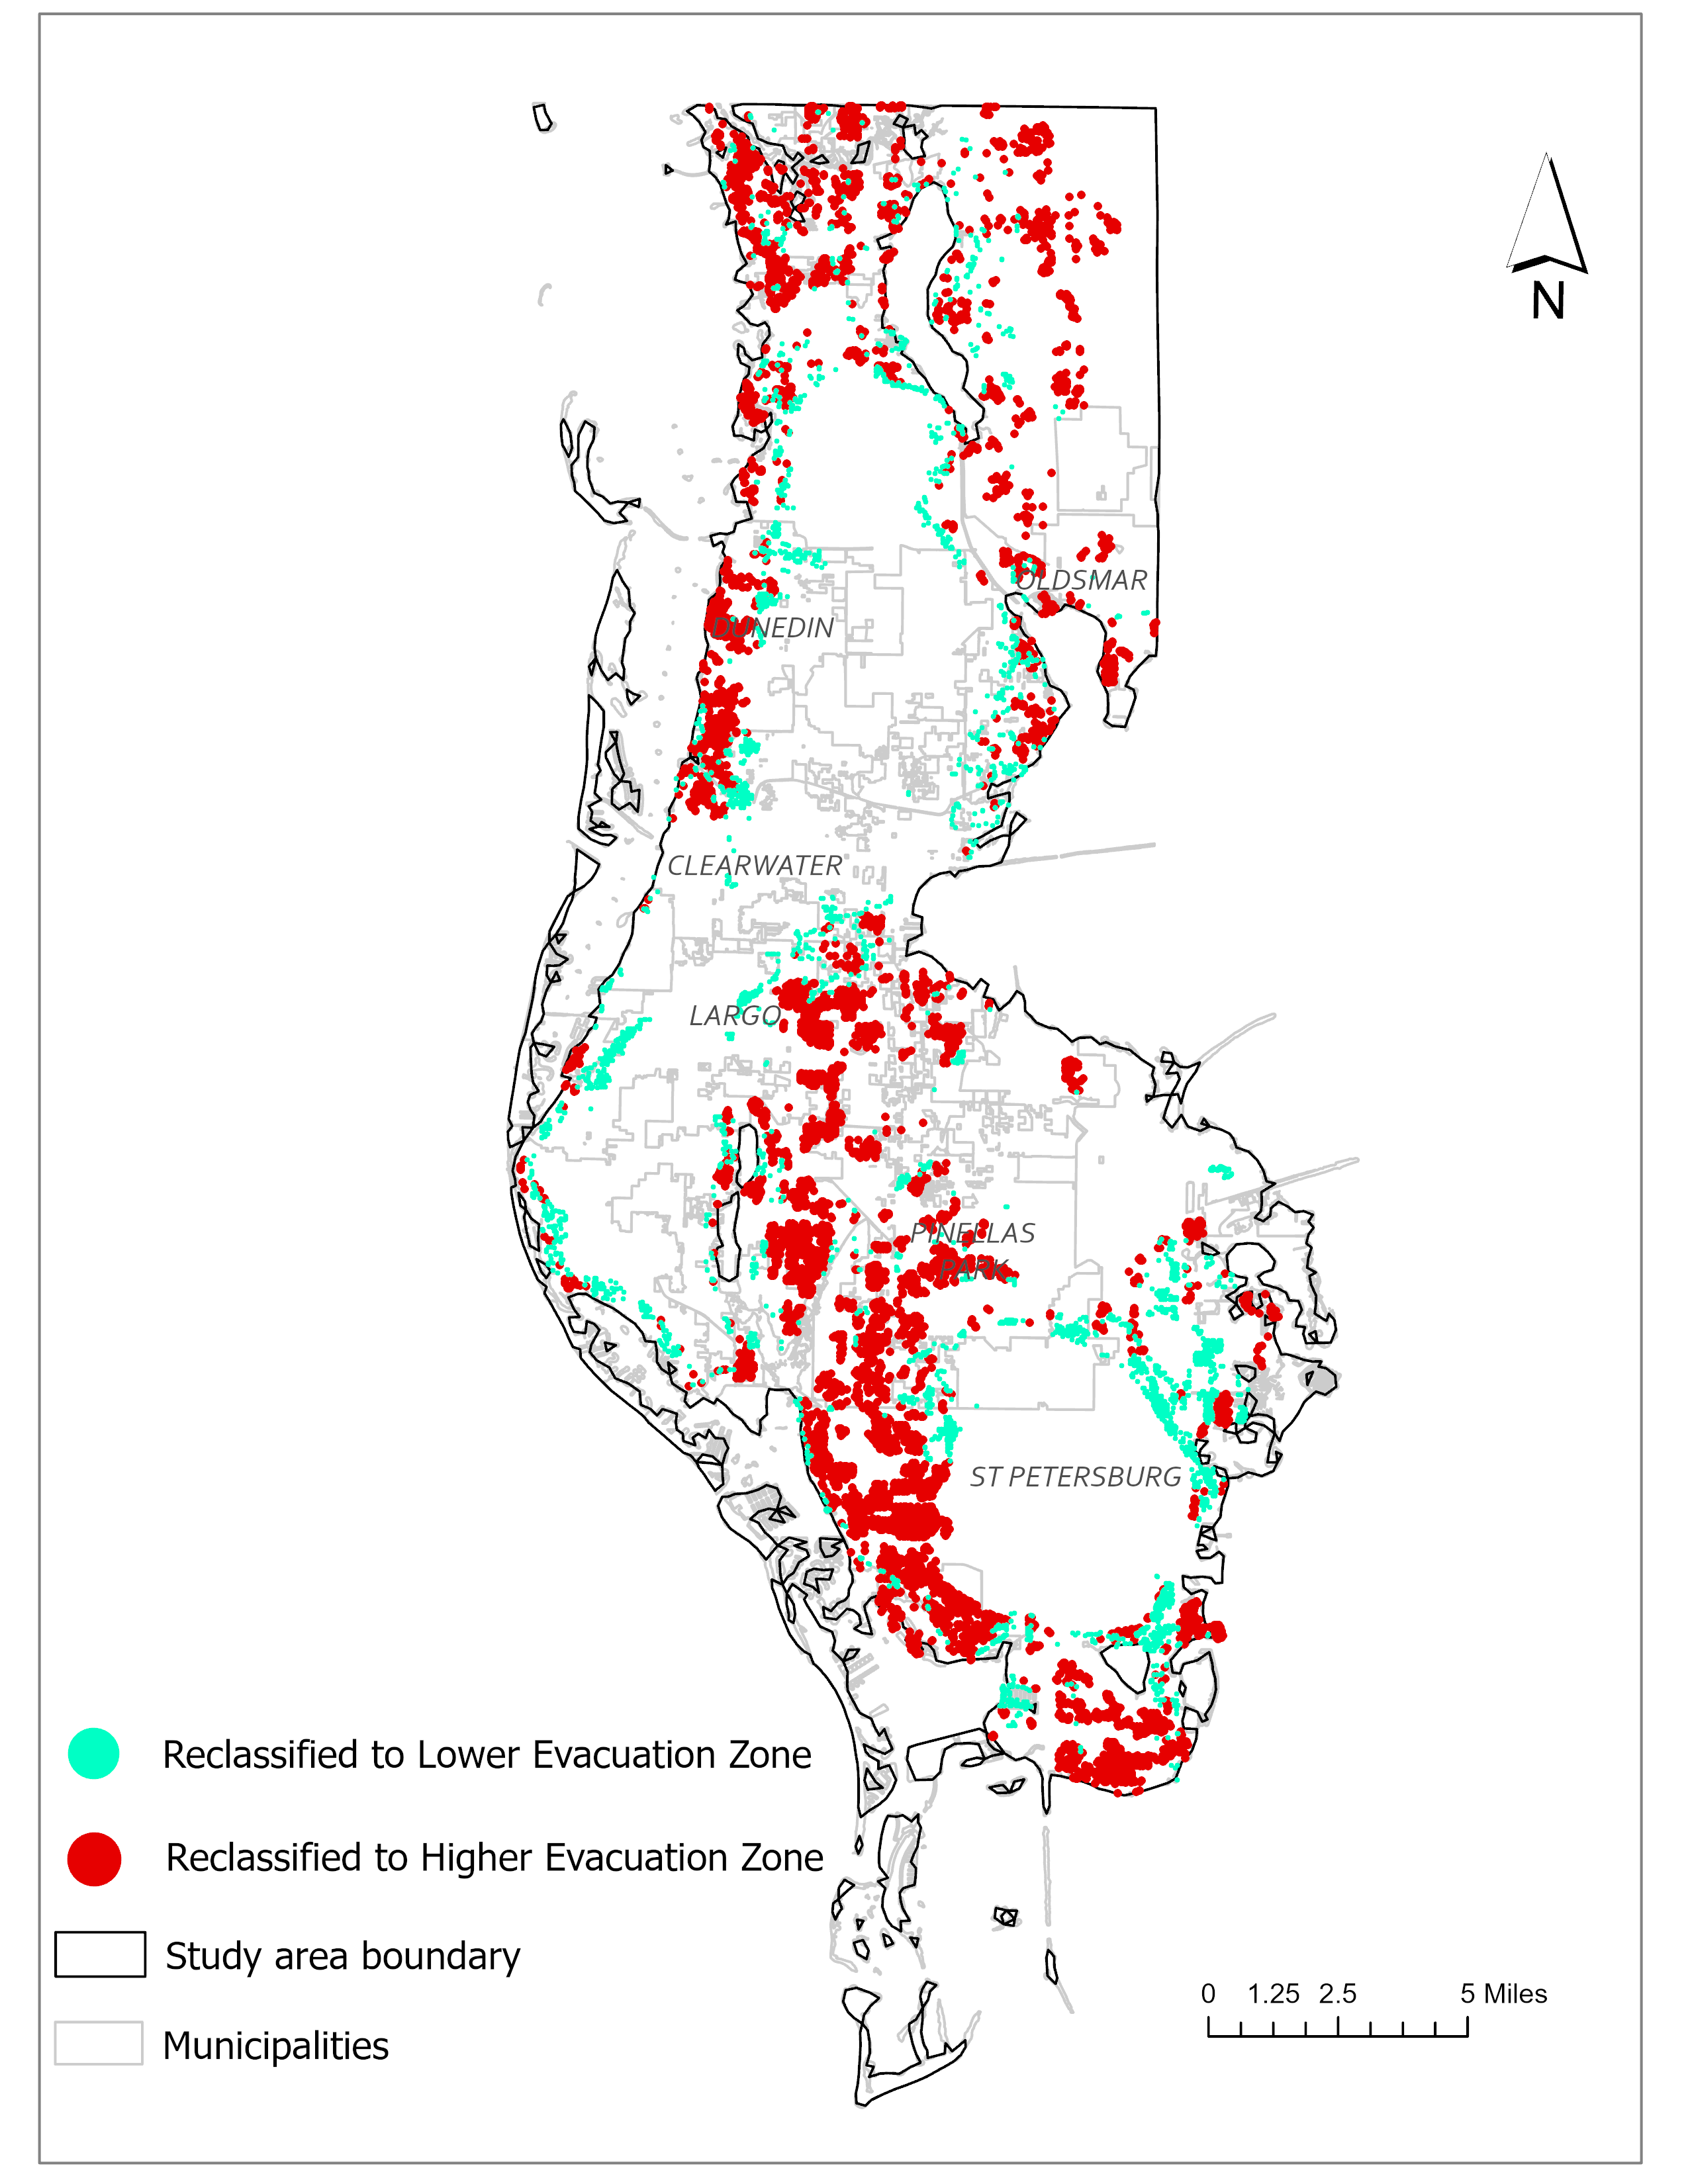 N
OLDSMAR
DUNEDIN
CLEARWATER
LARGO
PINELLAS
PARK
ST PETERSBURG
Reclassified to Lower Evacuation Zone
Reclassified to Higher Evacuation Zone
Study area boundary
Municipalities
0 1.25 2.5 5 Miles